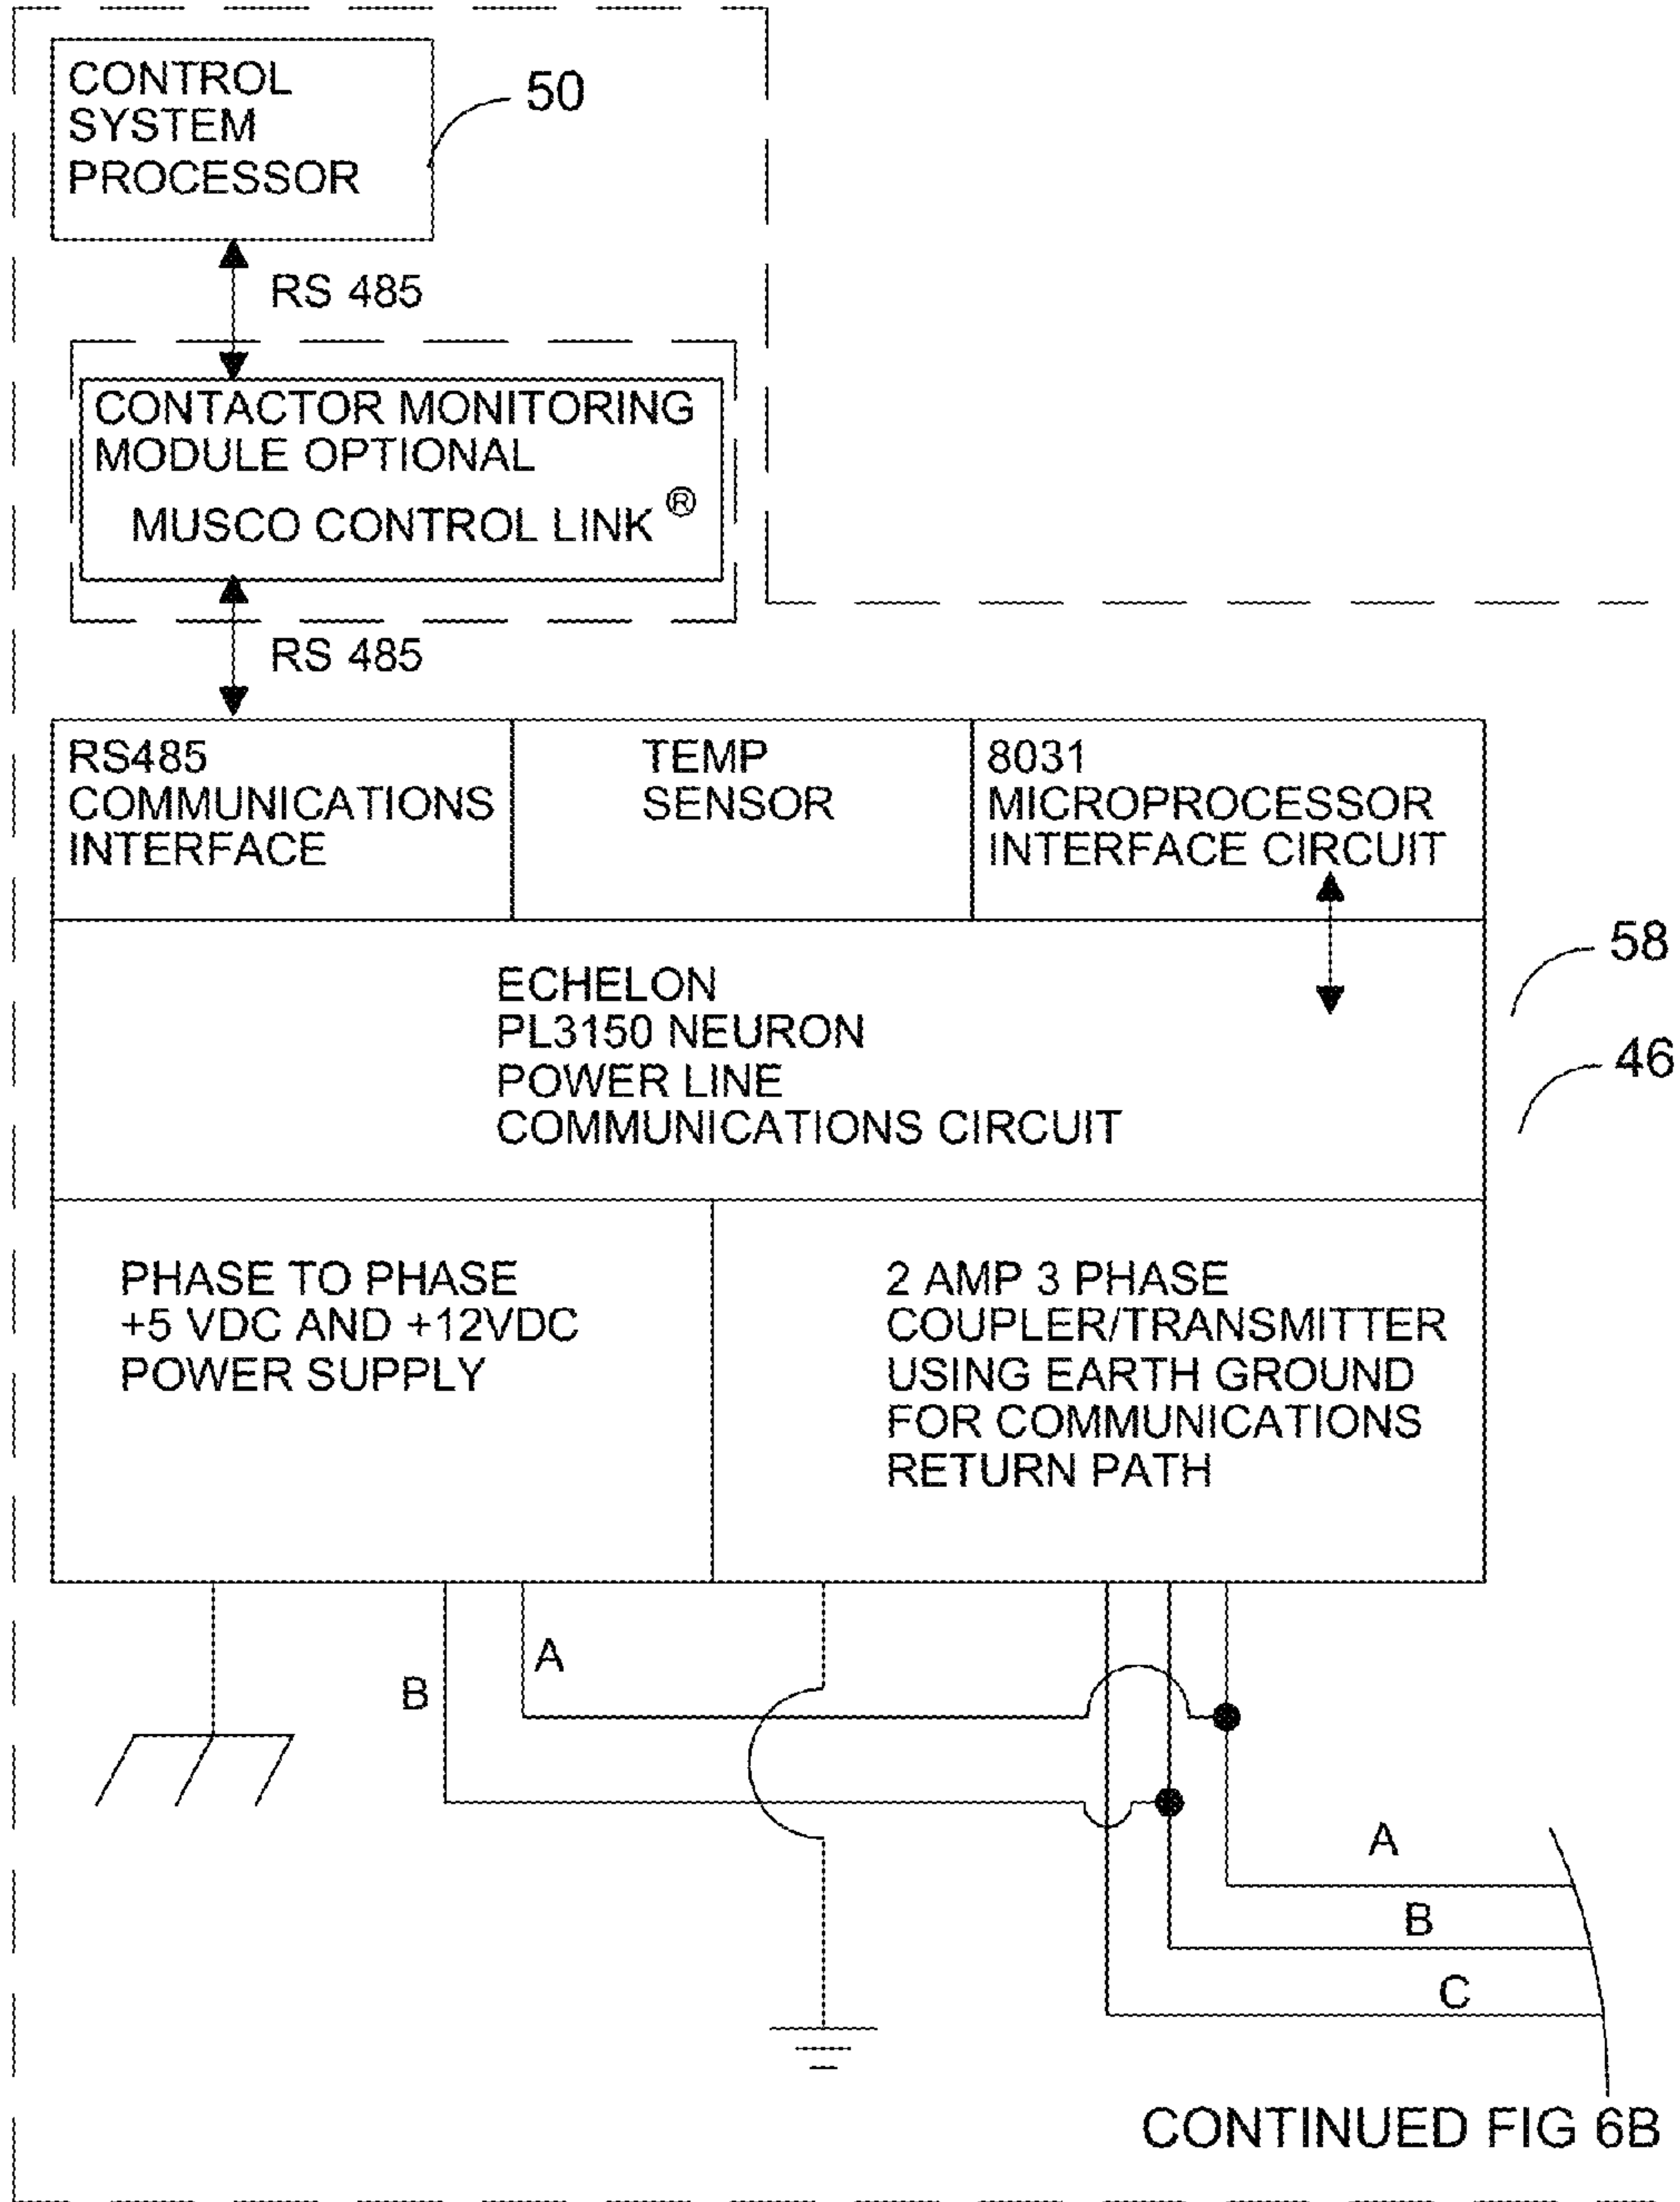 CONTROL
SYSTEM
PROCESSOR
50
RS 485
CONTACTOR MONITORING
MODULE OPTIONAL
MUSCO CONTROL LINK ®
RS 485
RS485
COMMUNICATIONS
INTERFACE
TEMP
SENSOR
8031
MICROPROCESSOR
INTERFACE CIRCUIT
58
ECHELON
PL3150 NEURON
POWER LINE
COMMUNICATIONS CIRCUIT
46
PHASE TO PHASE
+5 VDC AND +12VDC
POWER SUPPLY
2 AMP 3 PHASE
COUPLER/TRANSMITTER
USING EARTH GROUND
FOR COMMUNICATIONS
RETURN PATH
A
B
A
B
C
CONTINUED FIG 6B